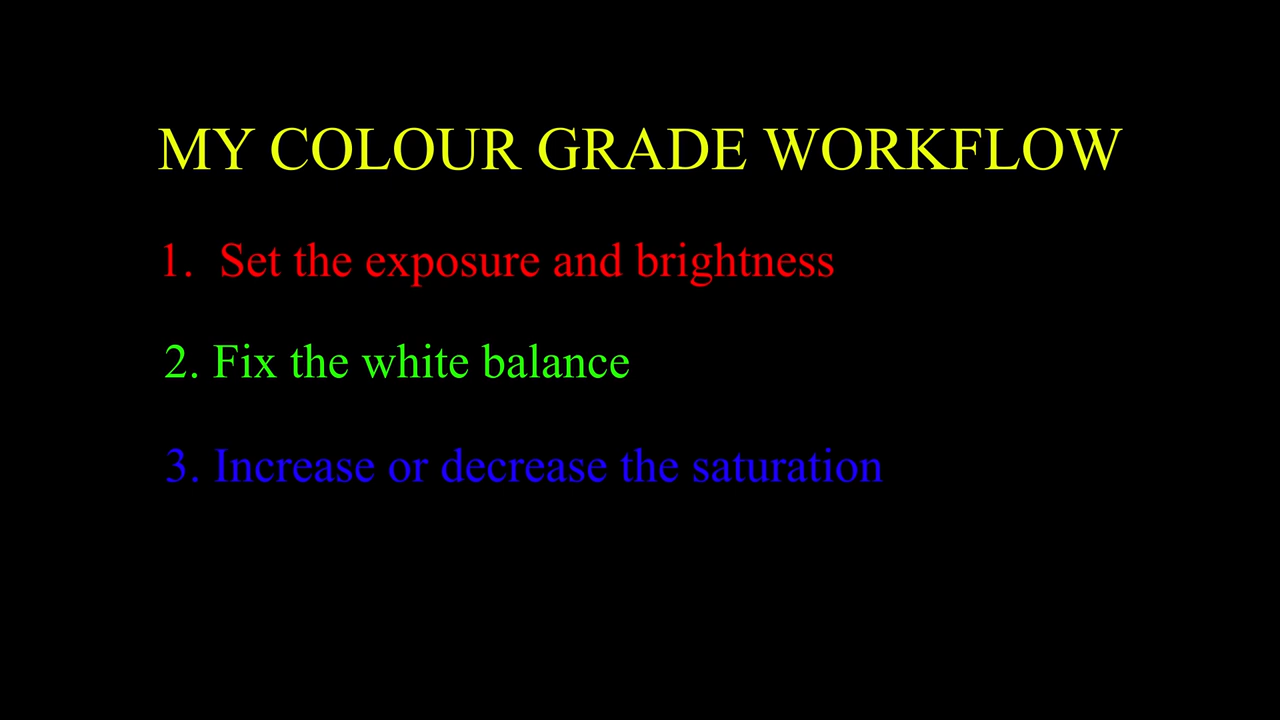 MY COLOUR GRADE WORKFLOW
1. Set the exposure and brightness
2. Fix the white balance
3. Increase or decrease the saturation